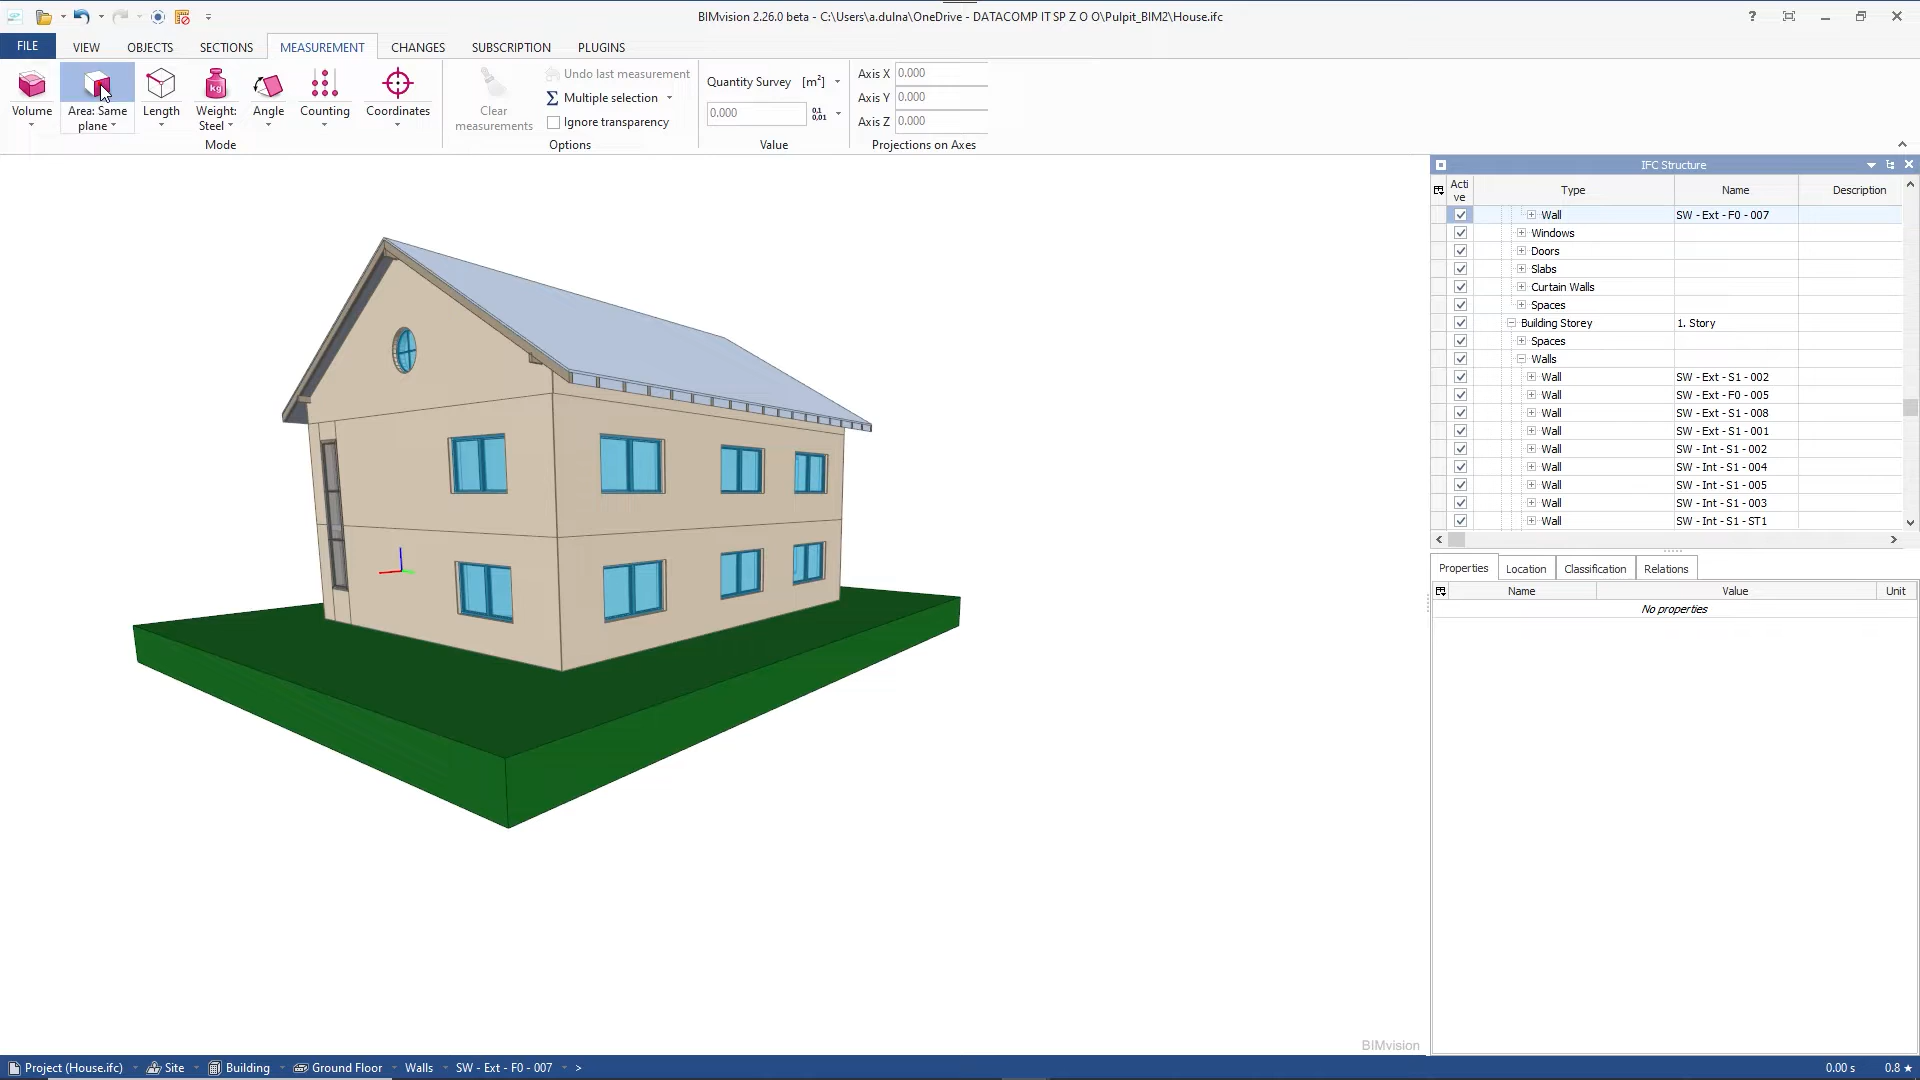 BIMvision 2.26.0 beta - C:\Users\a.dulna\OneDrive - DATACOMP IT SP Z O O\Pulpit_BIM2\House.ifc
FILE VIEW OBJECTS SECTIONS MEASUREMENT CHANGES SUBSCRIPTION PLUGINS
Volume
Area: Same
plane
Length
Weight:
Steel
Angle
Counting
Coordinates
Mode
Clear
measurements
Undo last measurement
Multiple selection
Ignore transparency
Options
Quantity Survey [m²]
0.000
0,1
0,01
Value
Axis X 0.000
Axis Y 0.000
Axis Z 0.000
Projections on Axes
IFC Structure
Acti
ve
Type Name Description
Wall SW - Ext - F0 - 007
Windows
Doors
Slabs
Curtain Walls
Spaces
Building Storey 1. Story
Spaces
Walls
Wall SW - Ext - S1 - 002
Wall SW - Ext - F0 - 005
Wall SW - Ext - S1 - 008
Wall SW - Ext - S1 - 001
Wall SW - Int - S1 - 002
Wall SW - Int - S1 - 004
Wall SW - Int - S1 - 005
Wall SW - Int - S1 - 003
Wall SW - Int - S1 - ST1
Properties Location Classification Relations
Name Value Unit
No properties
BIMvision
Project (House.ifc) Site Building Ground Floor Walls SW - Ext - F0 - 007 >
0.00 s 0.8 ★